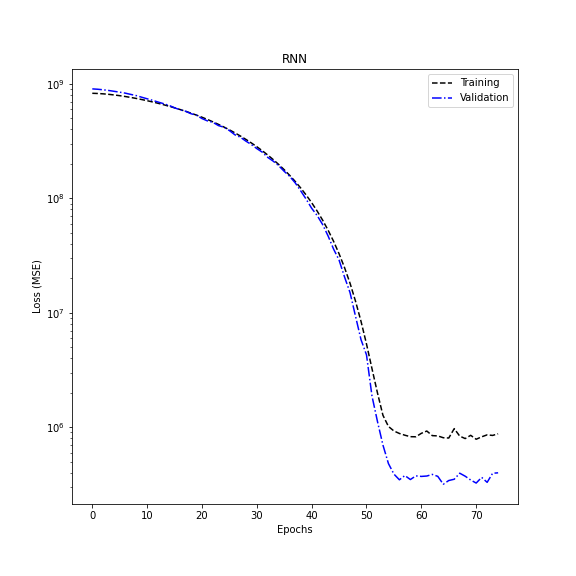 RNN
Training
Validation
Loss (MSE)
10⁹
10⁸
10⁷
10⁶
0 10 20 30 40 50 60 70
Epochs